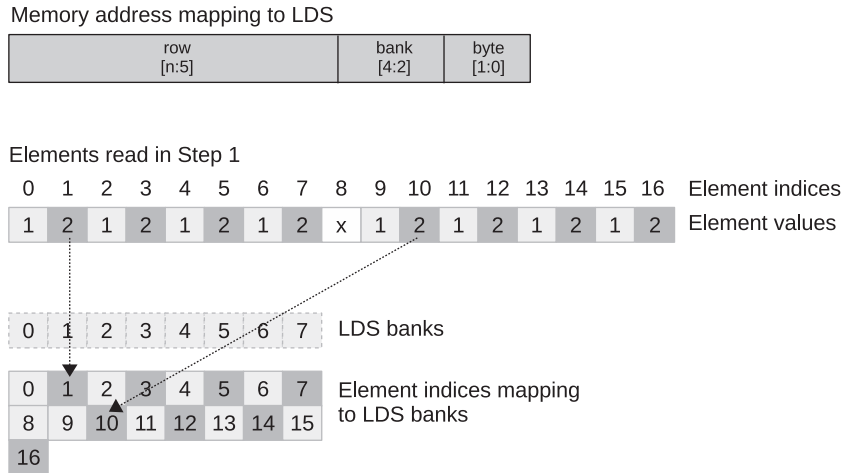 Memory address mapping to LDS
row bank byte
[n:5] [4:2] [1:0]
Elements read in Step 1
0 1 2 3 4 5 6 7 8 9 10 11 12 13 14 15 16 Element indices
1 2 1 2 1 2 1 2 x 1 2 1 2 1 2 1 2 Element values
0 1 2 3 4 5 6 7 LDS banks
0 1 2 3 4 5 6 7 Element indices mapping
8 9 10 11 12 13 14 15 to LDS banks
16